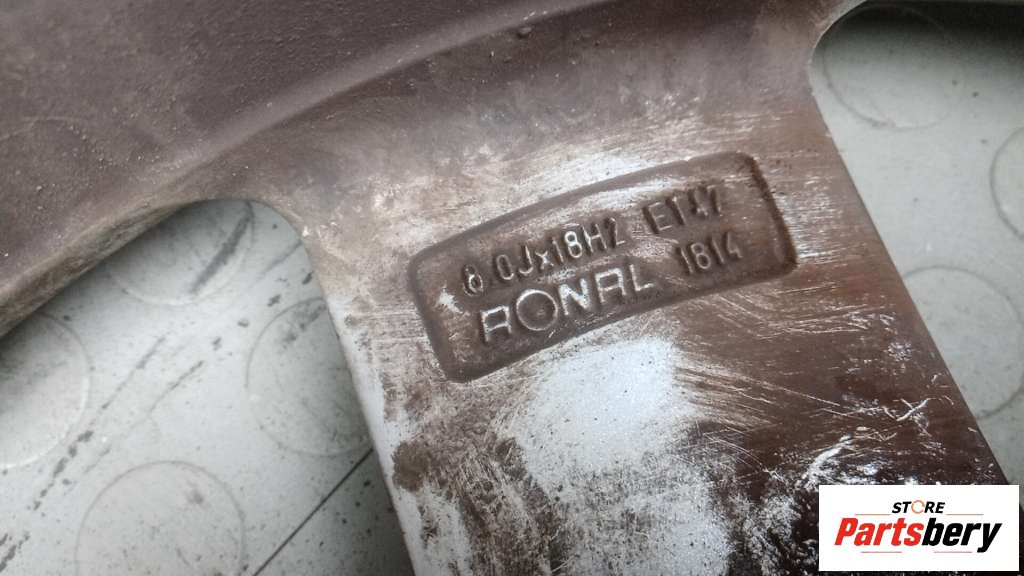 8.0Jx18H2 ET47
RONAL 1814
STORE
Partsbery